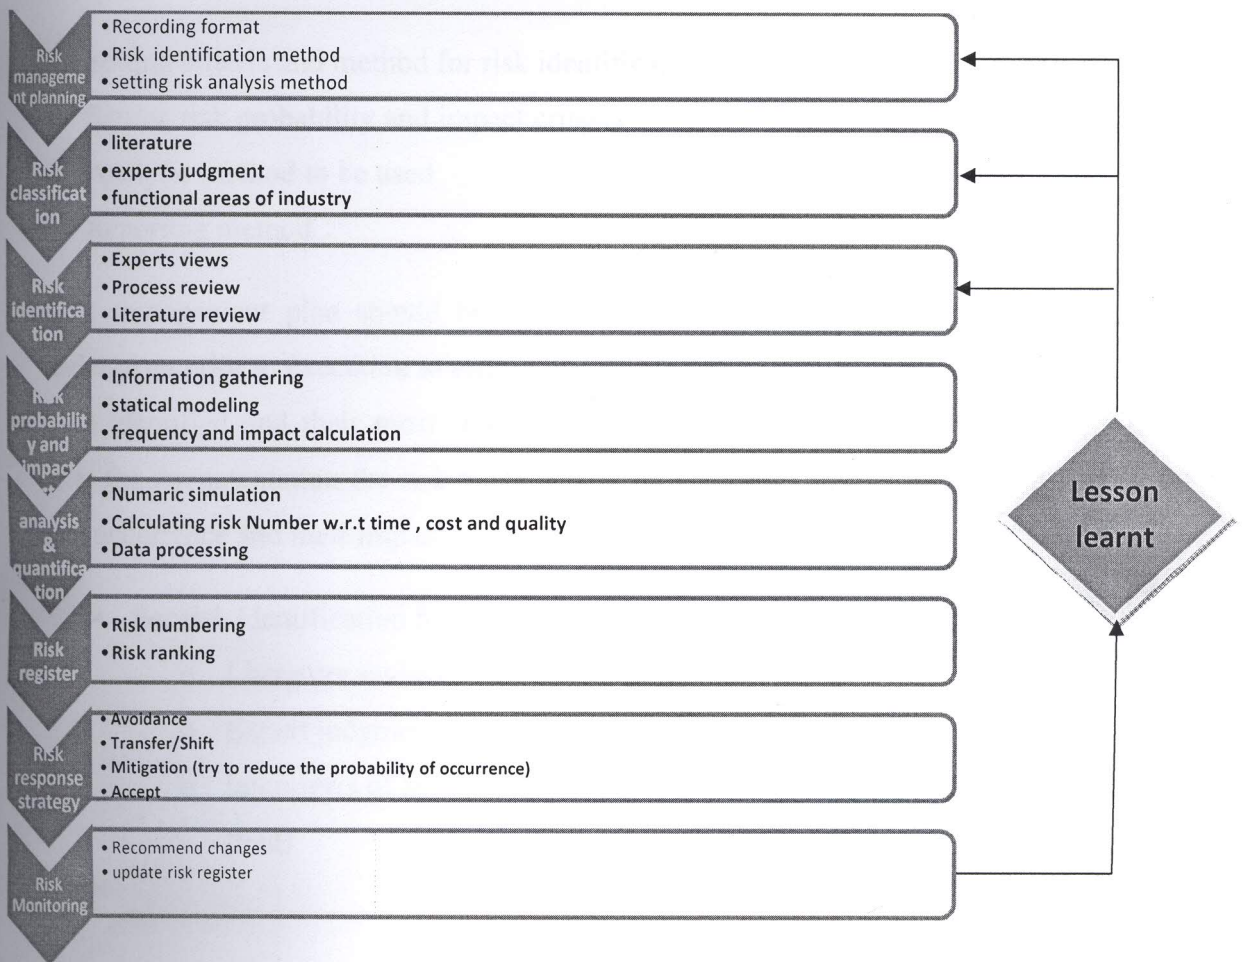 Risk
manageme
nt planning
• Recording format
• Risk identification method
• setting risk analysis method
Risk
classificat
ion
• literature
• experts judgment
• functional areas of industry
Risk
identifica
tion
• Experts views
• Process review
• Literature review
Risk
probabilit
y and
impact
• Information gathering
• statical modeling
• frequency and impact calculation
analysis
&
quantifica
tion
• Numaric simulation
• Calculating risk Number w.r.t time , cost and quality
• Data processing
Risk
register
• Risk numbering
• Risk ranking
Risk
response
strategy
• Avoidance
• Transfer/Shift
• Mitigation (try to reduce the probability of occurrence)
• Accept
Risk
Monitoring
• Recommend changes
• update risk register
Lesson
learnt